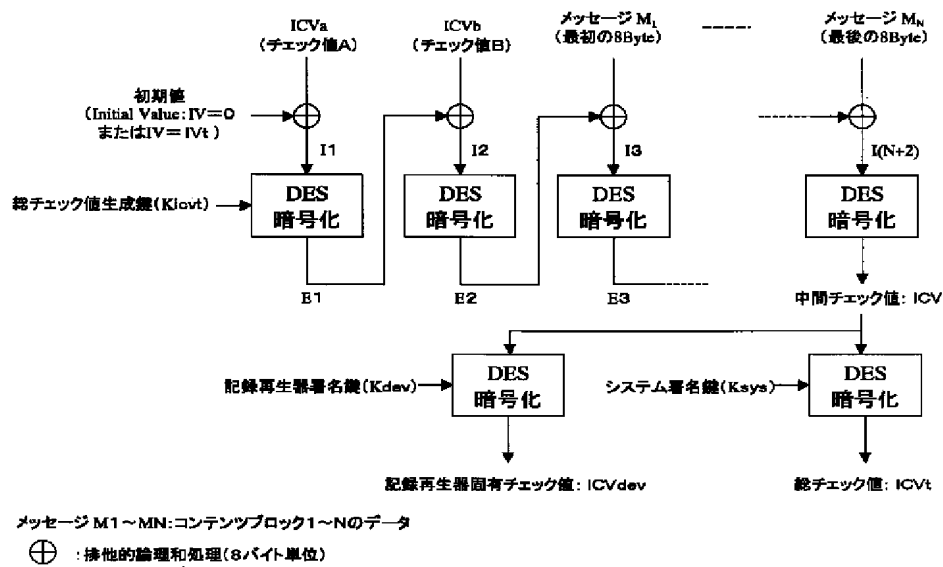 ICVa
(チェック値A)
ICVb
(チェック値B)
メッセージ M1
(最初の8Byte)
メッセージ MN
(最後の8Byte)
初期値
(Initial Value: IV=0
またはIV=IVt )
I1
I2
I3
I(N+2)
総チェック値生成鍵(Kicvt)
DES
暗号化
DES
暗号化
DES
暗号化
DES
暗号化
E1
E2
E3
中間チェック値: ICV
記録再生器署名鍵(Kdev)
DES
暗号化
システム署名鍵(Ksys)
DES
暗号化
記録再生器固有チェック値: ICVdev
総チェック値: ICVt
メッセージ M1~MN:コンテンツブロック1~Nのデータ
⊕ :排他的論理和処理(8バイト単位)